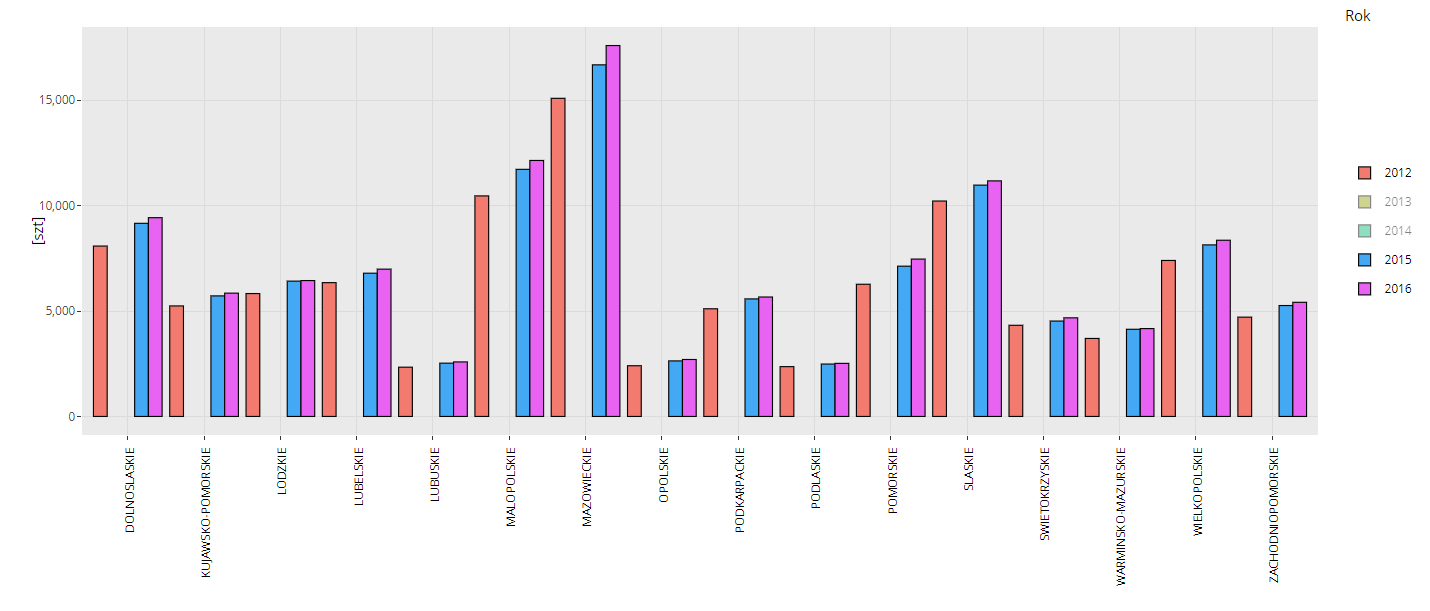 Rok
15,000
10,000
5,000
0
[szt]
2012
2013
2014
2015
2016
DOLNOSLASKIE
KUJAWSKO-POMORSKIE
LODZKIE
LUBELSKIE
LUBUSKIE
MALOPOLSKIE
MAZOWIECKIE
OPOLSKIE
PODKARPACKIE
PODLASKIE
POMORSKIE
SLASKIE
SWIETOKRZYSKIE
WARMINSKO-MAZURSKIE
WIELKOPOLSKIE
ZACHODNIOPOMORSKIE